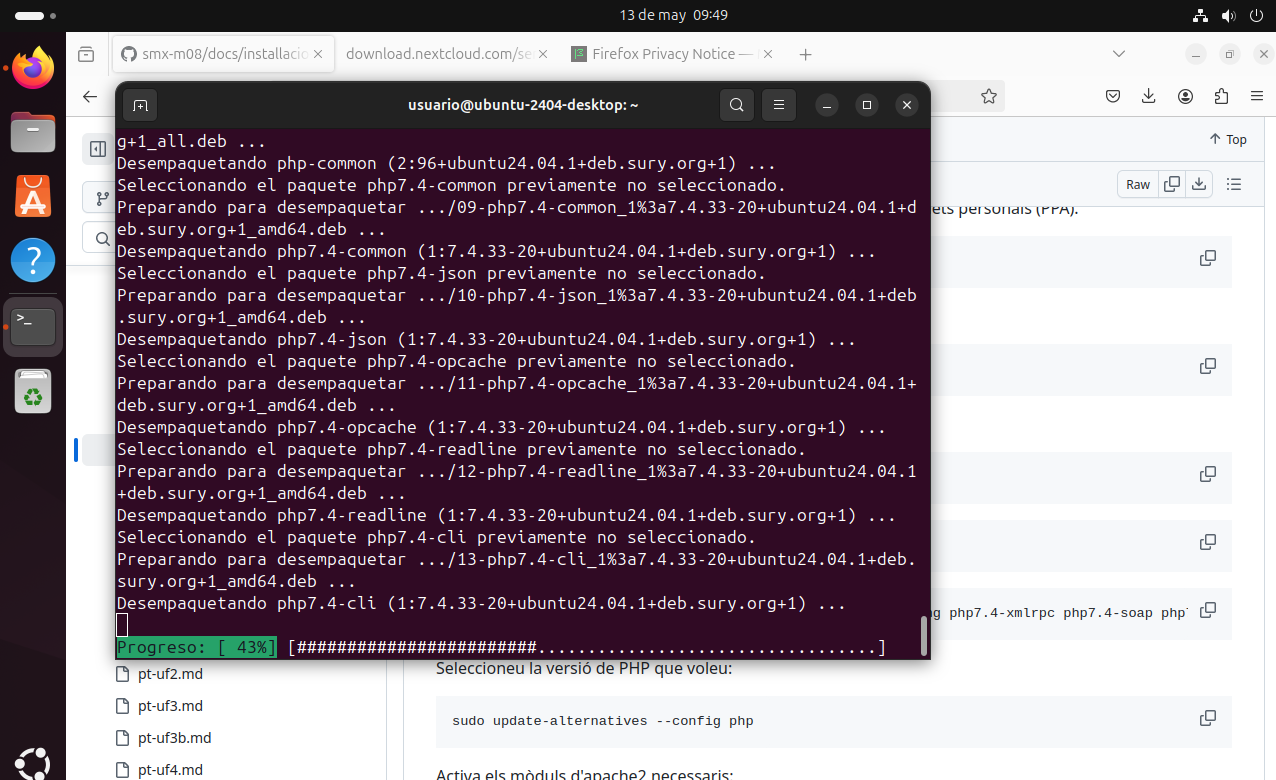 13 de may 09:49
smx-m08/docs/installacio
download.nextcloud.com/se
Firefox Privacy Notice —
usuario@ubuntu-2404-desktop: ~
g+1_all.deb ...
Desempaquetando php-common (2:96+ubuntu24.04.1+deb.sury.org+1) ...
Seleccionando el paquete php7.4-common previamente no seleccionado.
Preparando para desempaquetar .../09-php7.4-common_1%3a7.4.33-20+ubuntu24.04.1+d
eb.sury.org+1_amd64.deb ...
Desempaquetando php7.4-common (1:7.4.33-20+ubuntu24.04.1+deb.sury.org+1) ...
Seleccionando el paquete php7.4-json previamente no seleccionado.
Preparando para desempaquetar .../10-php7.4-json_1%3a7.4.33-20+ubuntu24.04.1+deb
.sury.org+1_amd64.deb ...
Desempaquetando php7.4-json (1:7.4.33-20+ubuntu24.04.1+deb.sury.org+1) ...
Seleccionando el paquete php7.4-opcache previamente no seleccionado.
Preparando para desempaquetar .../11-php7.4-opcache_1%3a7.4.33-20+ubuntu24.04.1+
deb.sury.org+1_amd64.deb ...
Desempaquetando php7.4-opcache (1:7.4.33-20+ubuntu24.04.1+deb.sury.org+1) ...
Seleccionando el paquete php7.4-readline previamente no seleccionado.
Preparando para desempaquetar .../12-php7.4-readline_1%3a7.4.33-20+ubuntu24.04.1
+deb.sury.org+1_amd64.deb ...
Desempaquetando php7.4-readline (1:7.4.33-20+ubuntu24.04.1+deb.sury.org+1) ...
Seleccionando el paquete php7.4-cli previamente no seleccionado.
Preparando para desempaquetar .../13-php7.4-cli_1%3a7.4.33-20+ubuntu24.04.1+deb.
sury.org+1_amd64.deb ...
Desempaquetando php7.4-cli (1:7.4.33-20+ubuntu24.04.1+deb.sury.org+1) ...
Progreso: [ 43%] [########################..................................]
Top
Raw
ets personals (PPA).
ng php7.4-xmlrpc php7.4-soap php
Seleccioneu la versió de PHP que voleu:
sudo update-alternatives --config php
Activa els mòduls d'apache2 necessaris:
pt-uf2.md
pt-uf3.md
pt-uf3b.md
pt-uf4.md